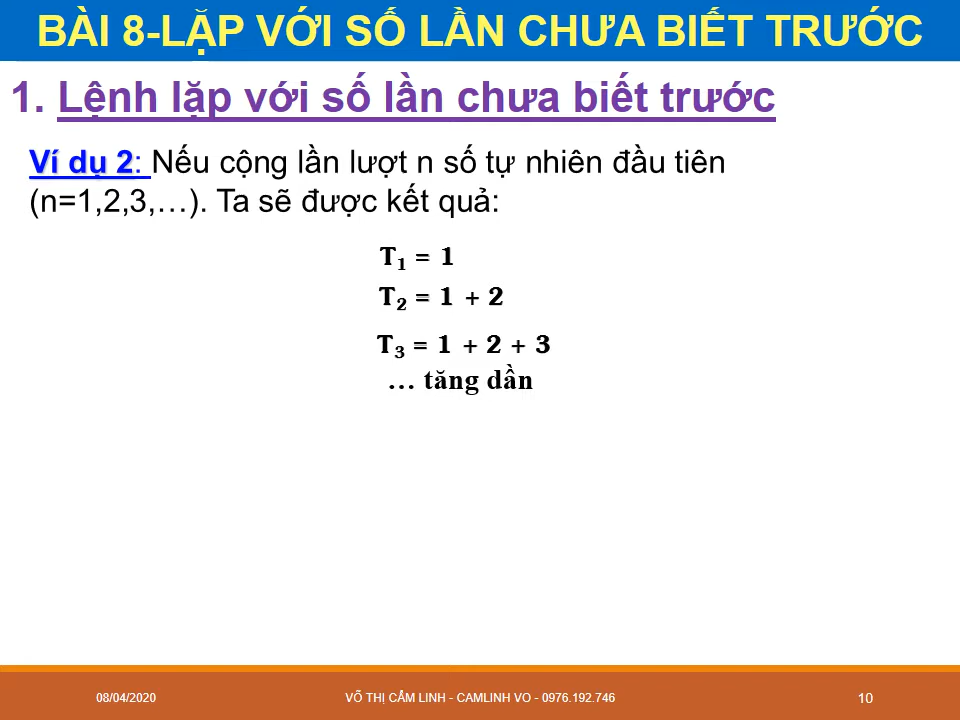 BÀI 8-LẶP VỚI SỐ LẦN CHƯA BIẾT TRƯỚC
1. Lệnh lặp với số lần chưa biết trước
Ví dụ 2: Nếu cộng lần lượt n số tự nhiên đầu tiên
(n=1,2,3,…). Ta sẽ được kết quả:
T₁ = 1
T₂ = 1 + 2
T₃ = 1 + 2 + 3
… tăng dần
08/04/2020
VÕ THỊ CẨM LINH - CAMLINH VO - 0976.192.746
10